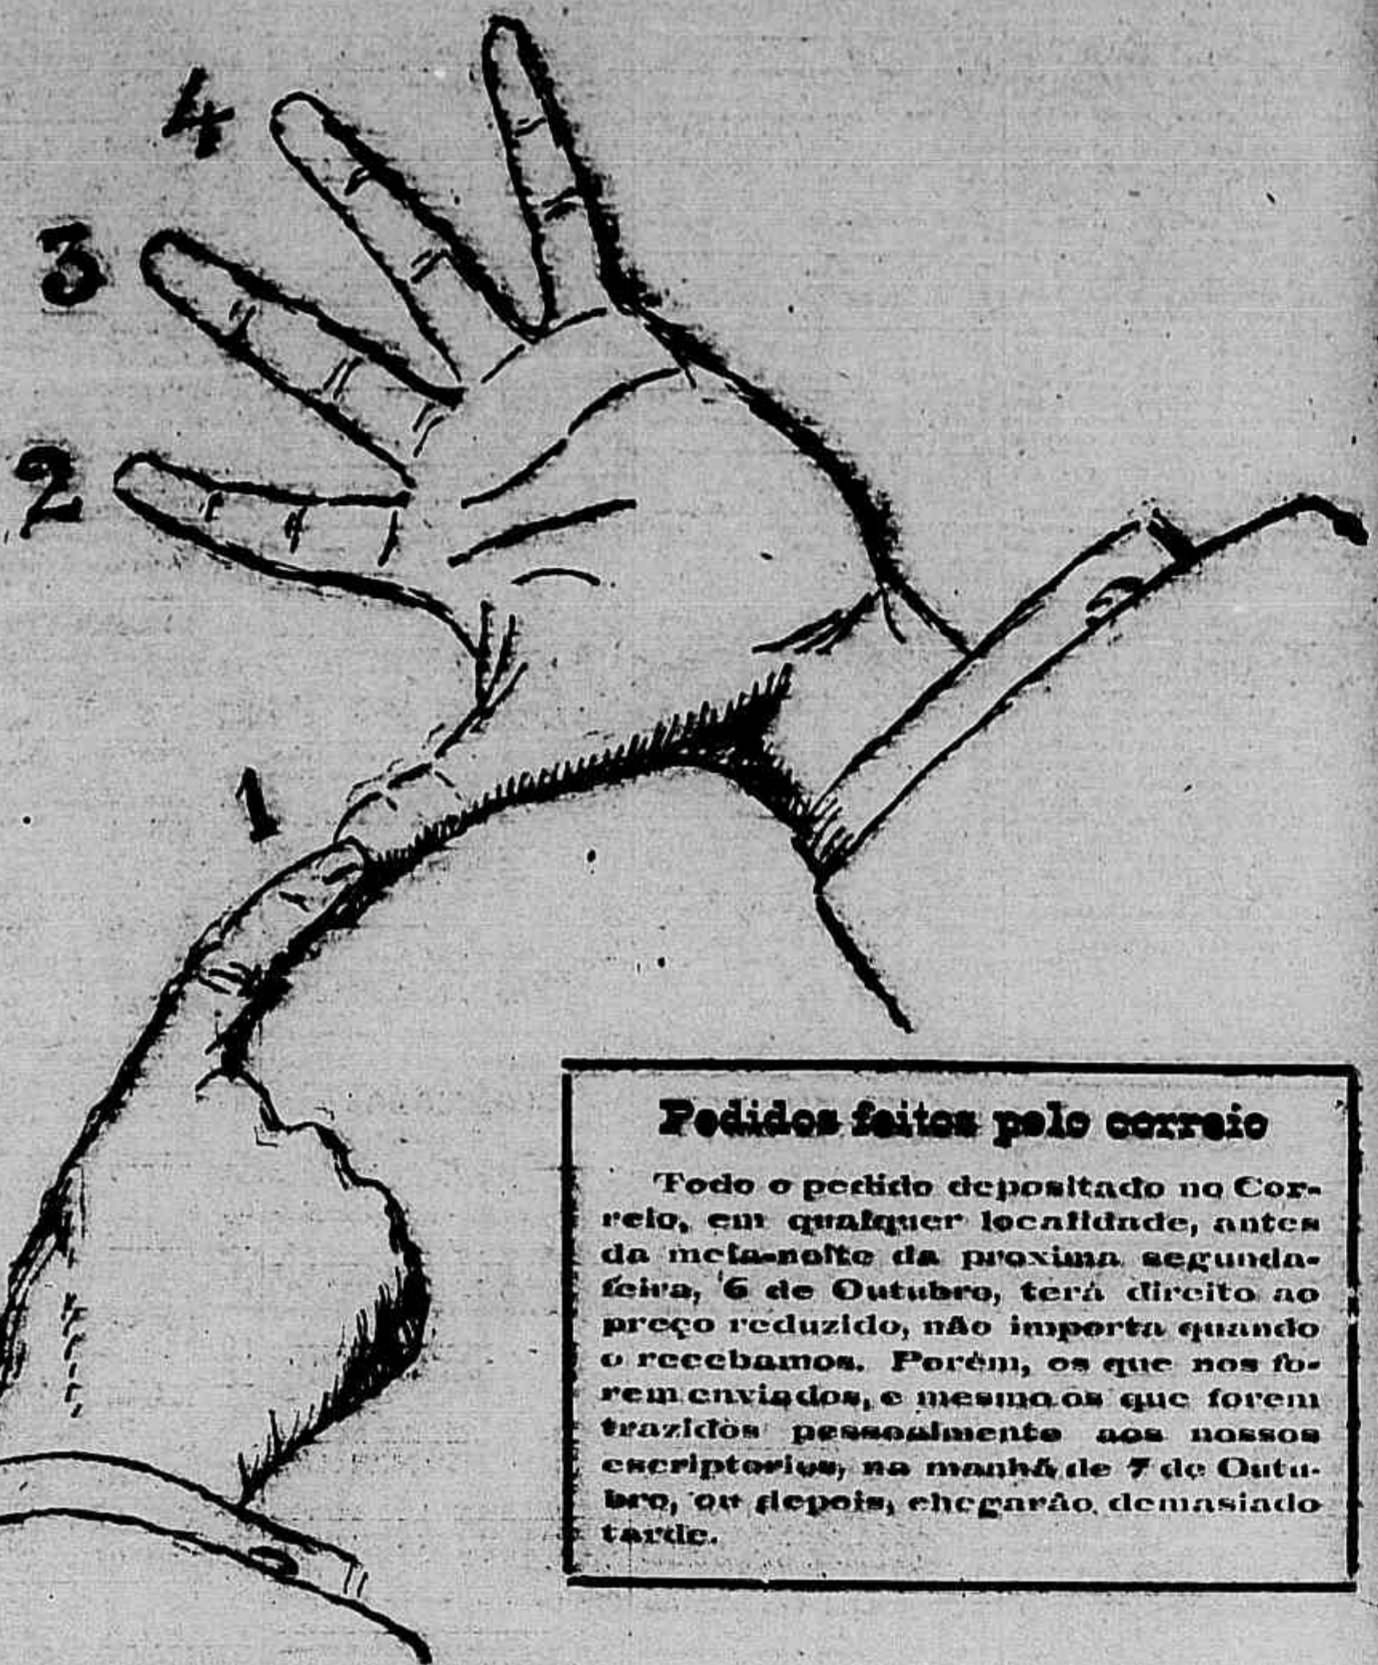 4
3
2
1
Pedidos feitos pelo correio
Todo o pedido depositado no Cor-
reio, em qualquer localidade, antes
da meia-noite da proxima segunda-
feira, 6 de Outubro, terá direito ao
preço reduzido, não importa quando
o recebamos. Porém, os que nos fo-
rem enviados, e mesmo os que forem
trazidos pessoalmente aos nossos
escriptorios, na manhã de 7 de Outu-
bro, ou depois, chegarão demasiado
tarde.